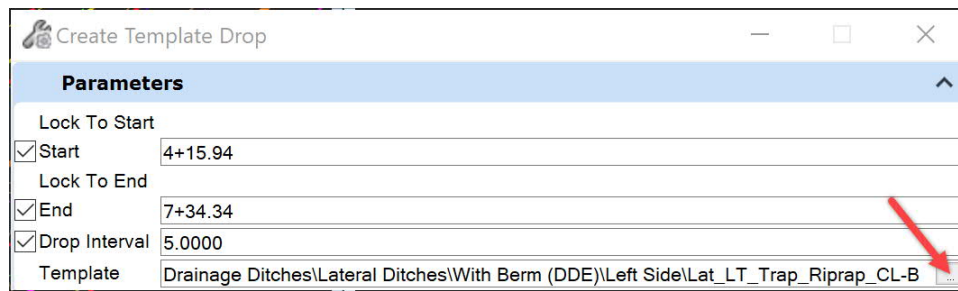 Create Template Drop
Parameters
Lock To Start
Start 4+15.94
Lock To End
End 7+34.34
Drop Interval 5.0000
Template Drainage Ditches\Lateral Ditches\With Berm (DDE)\Left Side\Lat_LT_Trap_Riprap_CL-B ...